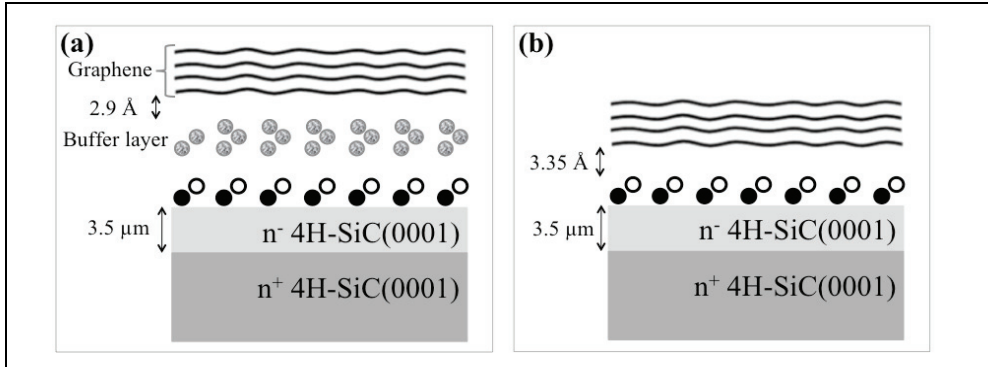 (a)
Graphene
2.9 Å
Buffer layer
3.5 µm
n⁻ 4H-SiC(0001)
n⁺ 4H-SiC(0001)
(b)
3.35 Å
3.5 µm
n⁻ 4H-SiC(0001)
n⁺ 4H-SiC(0001)